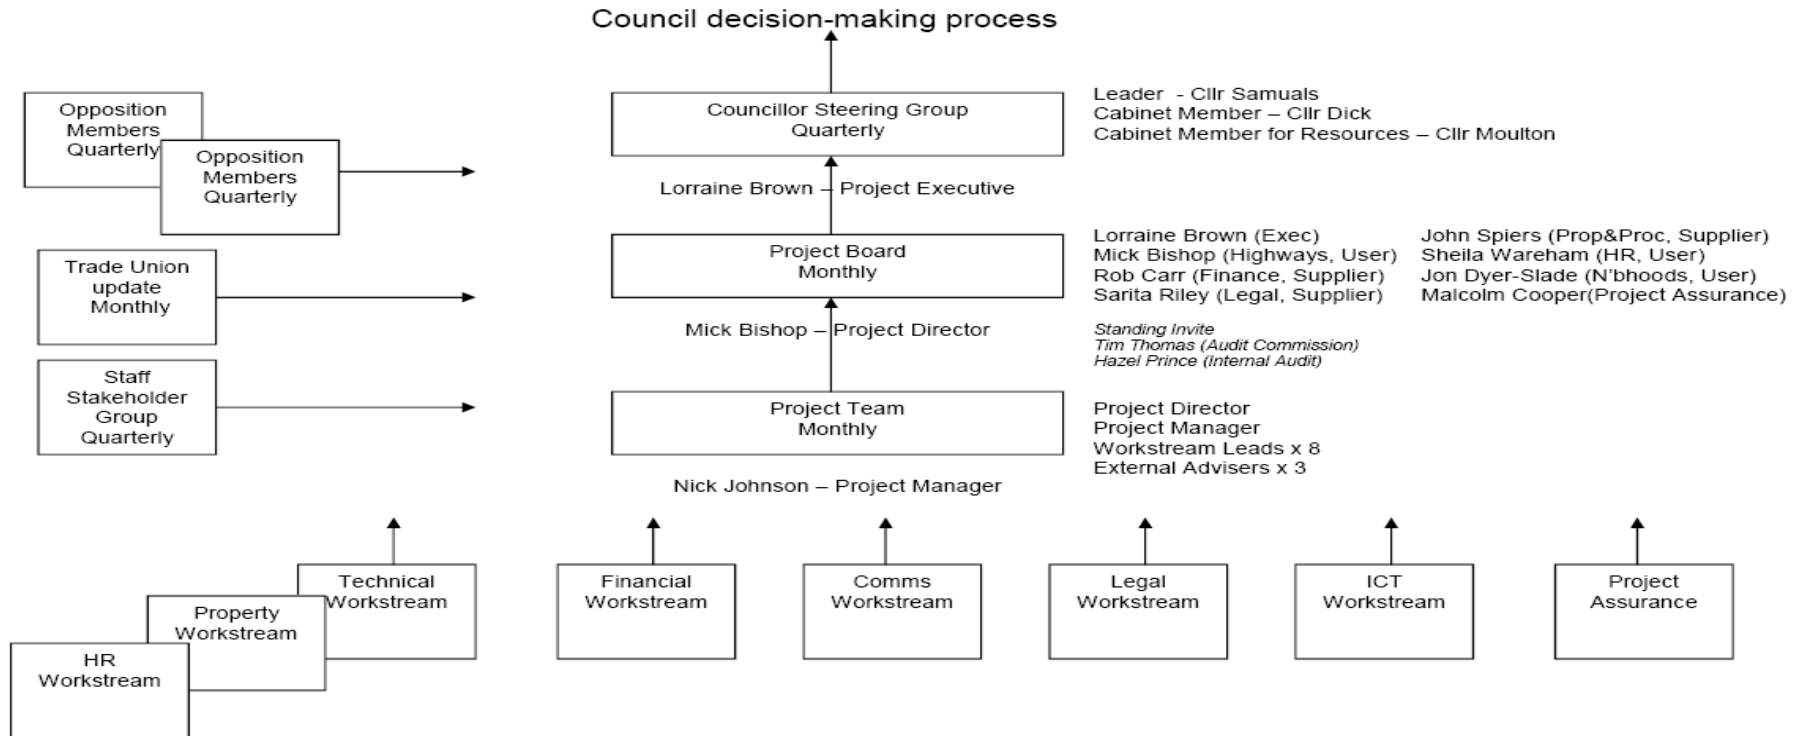 Council decision-making process
Opposition
Members
Quarterly
Opposition
Members
Quarterly
Councillor Steering Group
Quarterly
Leader  - Cllr Samuals
Cabinet Member – Cllr Dick
Cabinet Member for Resources – Cllr Moulton
Lorraine Brown – Project Executive
Trade Union
update
Monthly
Project Board
Monthly
Lorraine Brown (Exec)
Mick Bishop (Highways, User)
Rob Carr (Finance, Supplier)
Sarita Riley (Legal, Supplier)
John Spiers (Prop&Proc, Supplier)
Sheila Wareham (HR, User)
Jon Dyer-Slade (N'bhoods, User)
Malcolm Cooper(Project Assurance)
Mick Bishop – Project Director
Standing Invite
Tim Thomas (Audit Commission)
Hazel Prince (Internal Audit)
Staff
Stakeholder
Group
Quarterly
Project Team
Monthly
Project Director
Project Manager
Workstream Leads x 8
External Advisers x 3
Nick Johnson – Project Manager
HR
Workstream
Property
Workstream
Technical
Workstream
Financial
Workstream
Comms
Workstream
Legal
Workstream
ICT
Workstream
Project
Assurance